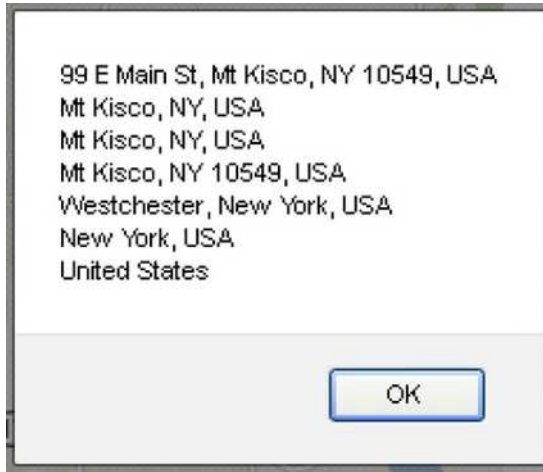 99 E Main St, Mt Kisco, NY 10549, USA
Mt Kisco, NY, USA
Mt Kisco, NY, USA
Mt Kisco, NY 10549, USA
Westchester, New York, USA
New York, USA
United States
OK